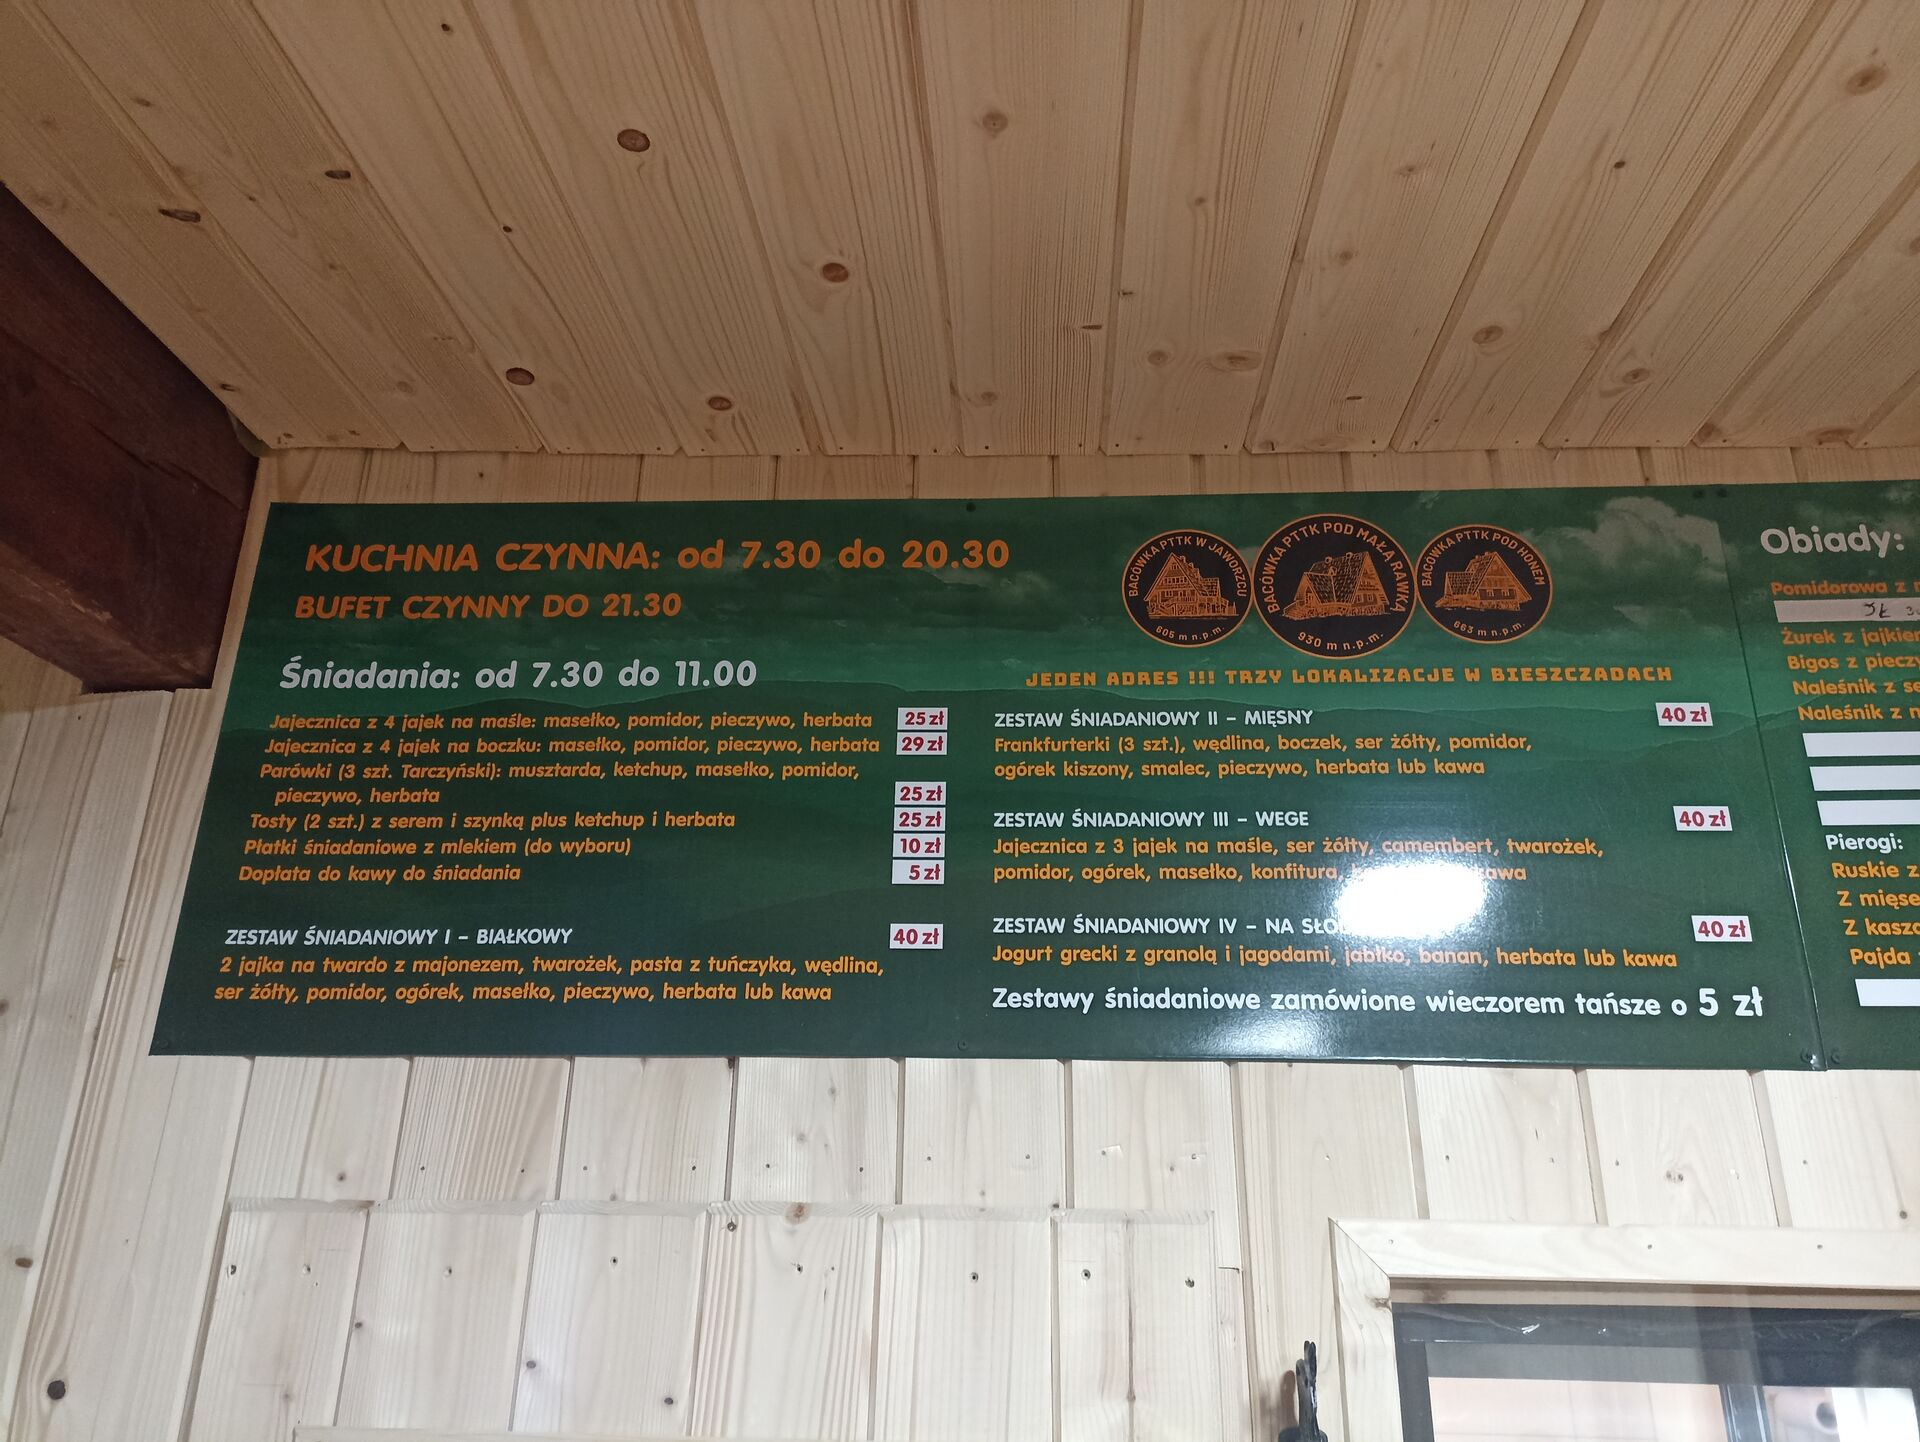 KUCHNIA CZYNNA: od 7.30 do 20.30
BUFET CZYNNY DO 21.30
Śniadania: od 7.30 do 11.00
Jajecznica z 4 jajek na maśle: masełko, pomidor, pieczywo, herbata 25 zł
Jajecznica z 4 jajek na boczku: masełko, pomidor, pieczywo, herbata 29 zł
Parówki (3 szt. Tarczyński): musztarda, ketchup, masełko, pomidor,
pieczywo, herbata 25 zł
Tosty (2 szt.) z serem i szynką plus ketchup i herbata 25 zł
Płatki śniadaniowe z mlekiem (do wyboru) 10 zł
Dopłata do kawy do śniadania 5 zł
ZESTAW ŚNIADANIOWY I – BIAŁKOWY 40 zł
2 jajka na twardo z majonezem, twarożek, pasta z tuńczyka, wędlina,
ser żółty, pomidor, ogórek, masełko, pieczywo, herbata lub kawa
BACÓWKA PTTK W JAWORZCU
605 m n.p.m.
BACÓWKA PTTK POD MAŁĄ RAWKĄ
930 m n.p.m.
BACÓWKA PTTK POD HONEM
663 m n.p.m.
JEDEN ADRES !!! TRZY LOKALIZACJE W BIESZCZADACH
ZESTAW ŚNIADANIOWY II – MIĘSNY 40 zł
Frankfurterki (3 szt.), wędlina, boczek, ser żółty, pomidor,
ogórek kiszony, smalec, pieczywo, herbata lub kawa
ZESTAW ŚNIADANIOWY III – WEGE 40 zł
Jajecznica z 3 jajek na maśle, ser żółty, camembert, twarożek,
pomidor, ogórek, masełko, konfitura,
ZESTAW ŚNIADANIOWY IV – NA 40 zł
Jogurt grecki z granolą i jagodami, jabłko, banan, herbata lub kawa
Zestawy śniadaniowe zamówione wieczorem tańsze o 5 zł
Obiady:
Pomidorowa z
Żurek z
Bigos z
Naleśnik z
Naleśnik z
Pierogi:
Ruskie z
Z
Z
Pajda